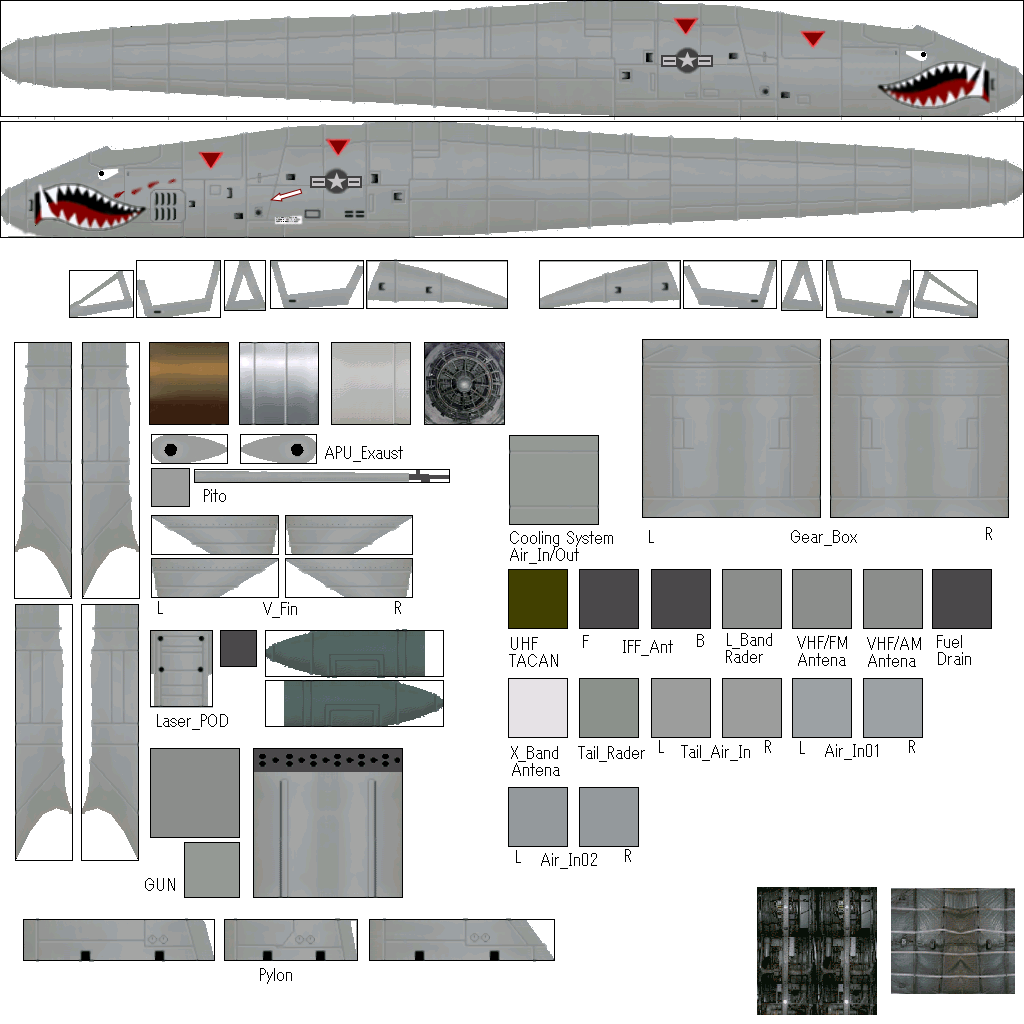 APU_Exaust
Pito
L
V_Fin
R
Cooling System
Air_In/Out
L
Gear_Box
R
UHF
TACAN
F
IFF_Ant
B
L_Band
Rader
VHF/FM
Antena
VHF/AM
Antena
Fuel
Drain
Laser_POD
X_Band
Antena
Tail_Rader
L
Tail_Air_In
R
L
Air_In01
R
L
Air_In02
R
GUN
Pylon